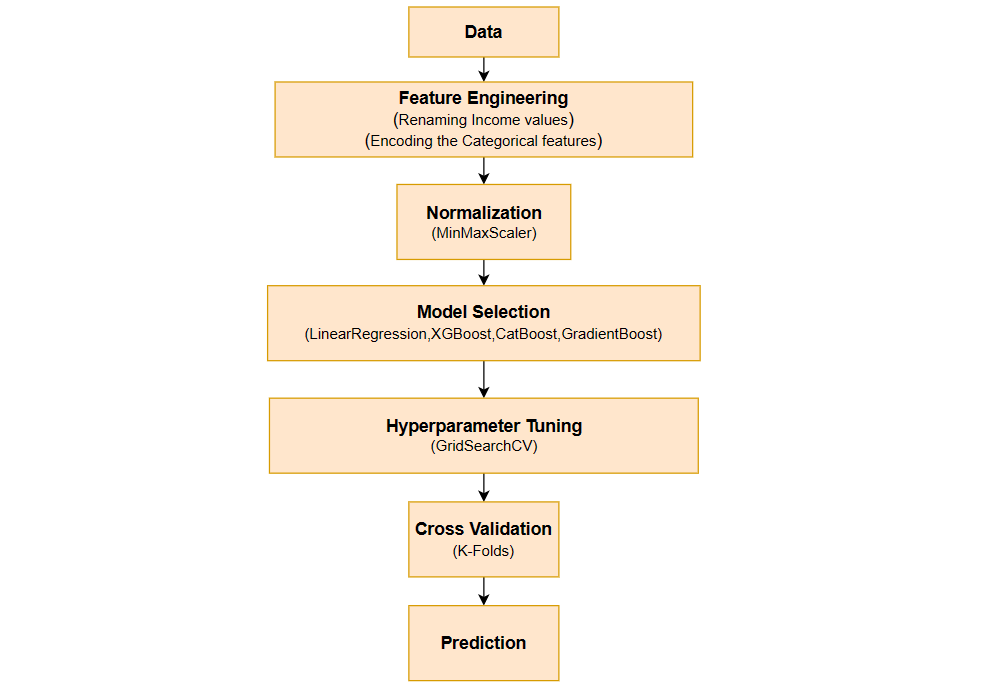 Data
Feature Engineering
(Renaming Income values)
(Encoding the Categorical features)
Normalization
(MinMaxScaler)
Model Selection
(LinearRegression,XGBoost,CatBoost,GradientBoost)
Hyperparameter Tuning
(GridSearchCV)
Cross Validation
(K-Folds)
Prediction